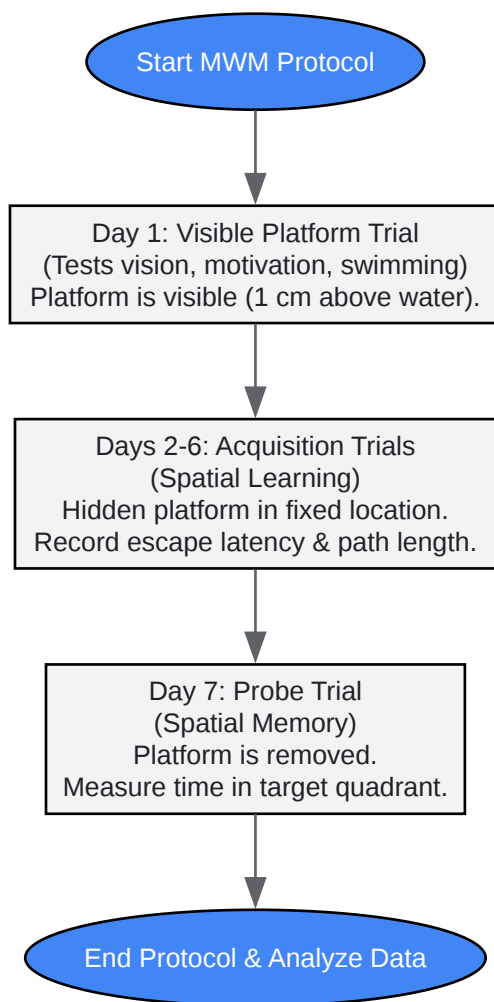 Start MWM Protocol
Day 1: Visible Platform Trial
(Tests vision, motivation, swimming)
Platform is visible (1 cm above water).
Days 2-6: Acquisition Trials
(Spatial Learning)
Hidden platform in fixed location.
Record escape latency & path length.
Day 7: Probe Trial
(Spatial Memory)
Platform is removed.
Measure time in target quadrant.
End Protocol & Analyze Data